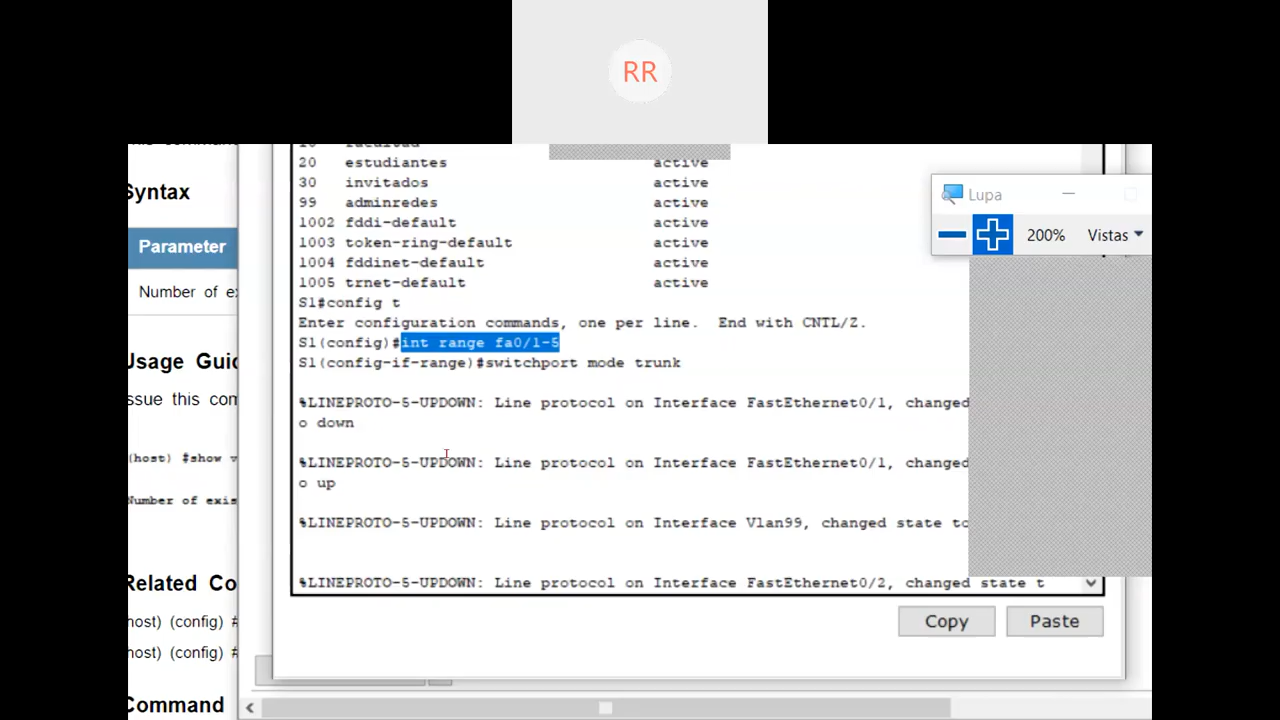 RR
Syntax
Parameter
Number of ex
Usage Guid
ssue this com
(host) #show v
Number of exis
Related Co
host) (config) #
host) (config) #
Command
20 estudiantes active
30 invitados active
99 adminredes active
1002 fddi-default active
1003 token-ring-default active
1004 fddinet-default active
1005 trnet-default active
S1#config t
Enter configuration commands, one per line. End with CNTL/Z.
S1(config)#int range fa0/1-5
S1(config-if-range)#switchport mode trunk
%LINEPROTO-5-UPDOWN: Line protocol on Interface FastEthernet0/1, changed
o down
%LINEPROTO-5-UPDOWN: Line protocol on Interface FastEthernet0/1, changed
o up
%LINEPROTO-5-UPDOWN: Line protocol on Interface Vlan99, changed state to
%LINEPROTO-5-UPDOWN: Line protocol on Interface FastEthernet0/2, changed state t
Copy Paste
Lupa
200% Vistas